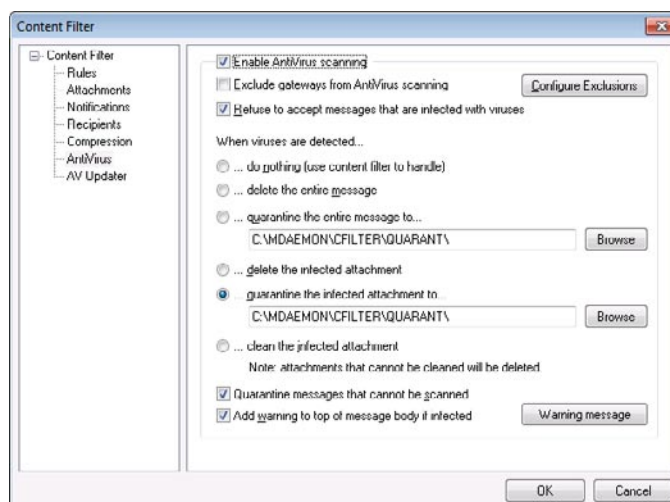 Content Filter
Content Filter
Rules
Attachments
Notifications
Recipients
Compression
AntiVirus
AV Updater
Enable AntiVirus scanning
Exclude gateways from AntiVirus scanning
Configure Exclusions
Refuse to accept messages that are infected with viruses
When viruses are detected...
... do nothing (use content filter to handle)
... delete the entire message
... quarantine the entire message to...
C:\MDAEMON\CFILTER\QUARANT\
Browse
... delete the infected attachment
... quarantine the infected attachment to...
C:\MDAEMON\CFILTER\QUARANT\
Browse
... clean the infected attachment
Note: attachments that cannot be cleaned will be deleted
Quarantine messages that cannot be scanned
Add warning to top of message body if infected
Warning message
OK
Cancel